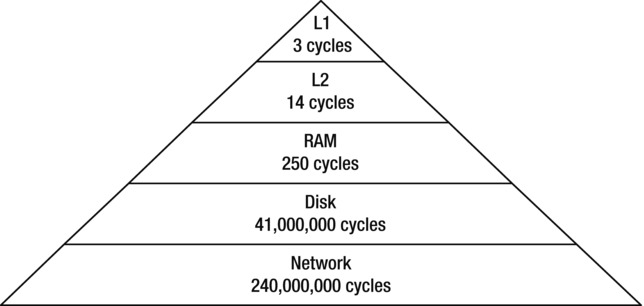 L1
3 cycles
L2
14 cycles
RAM
250 cycles
Disk
41,000,000 cycles
Network
240,000,000 cycles